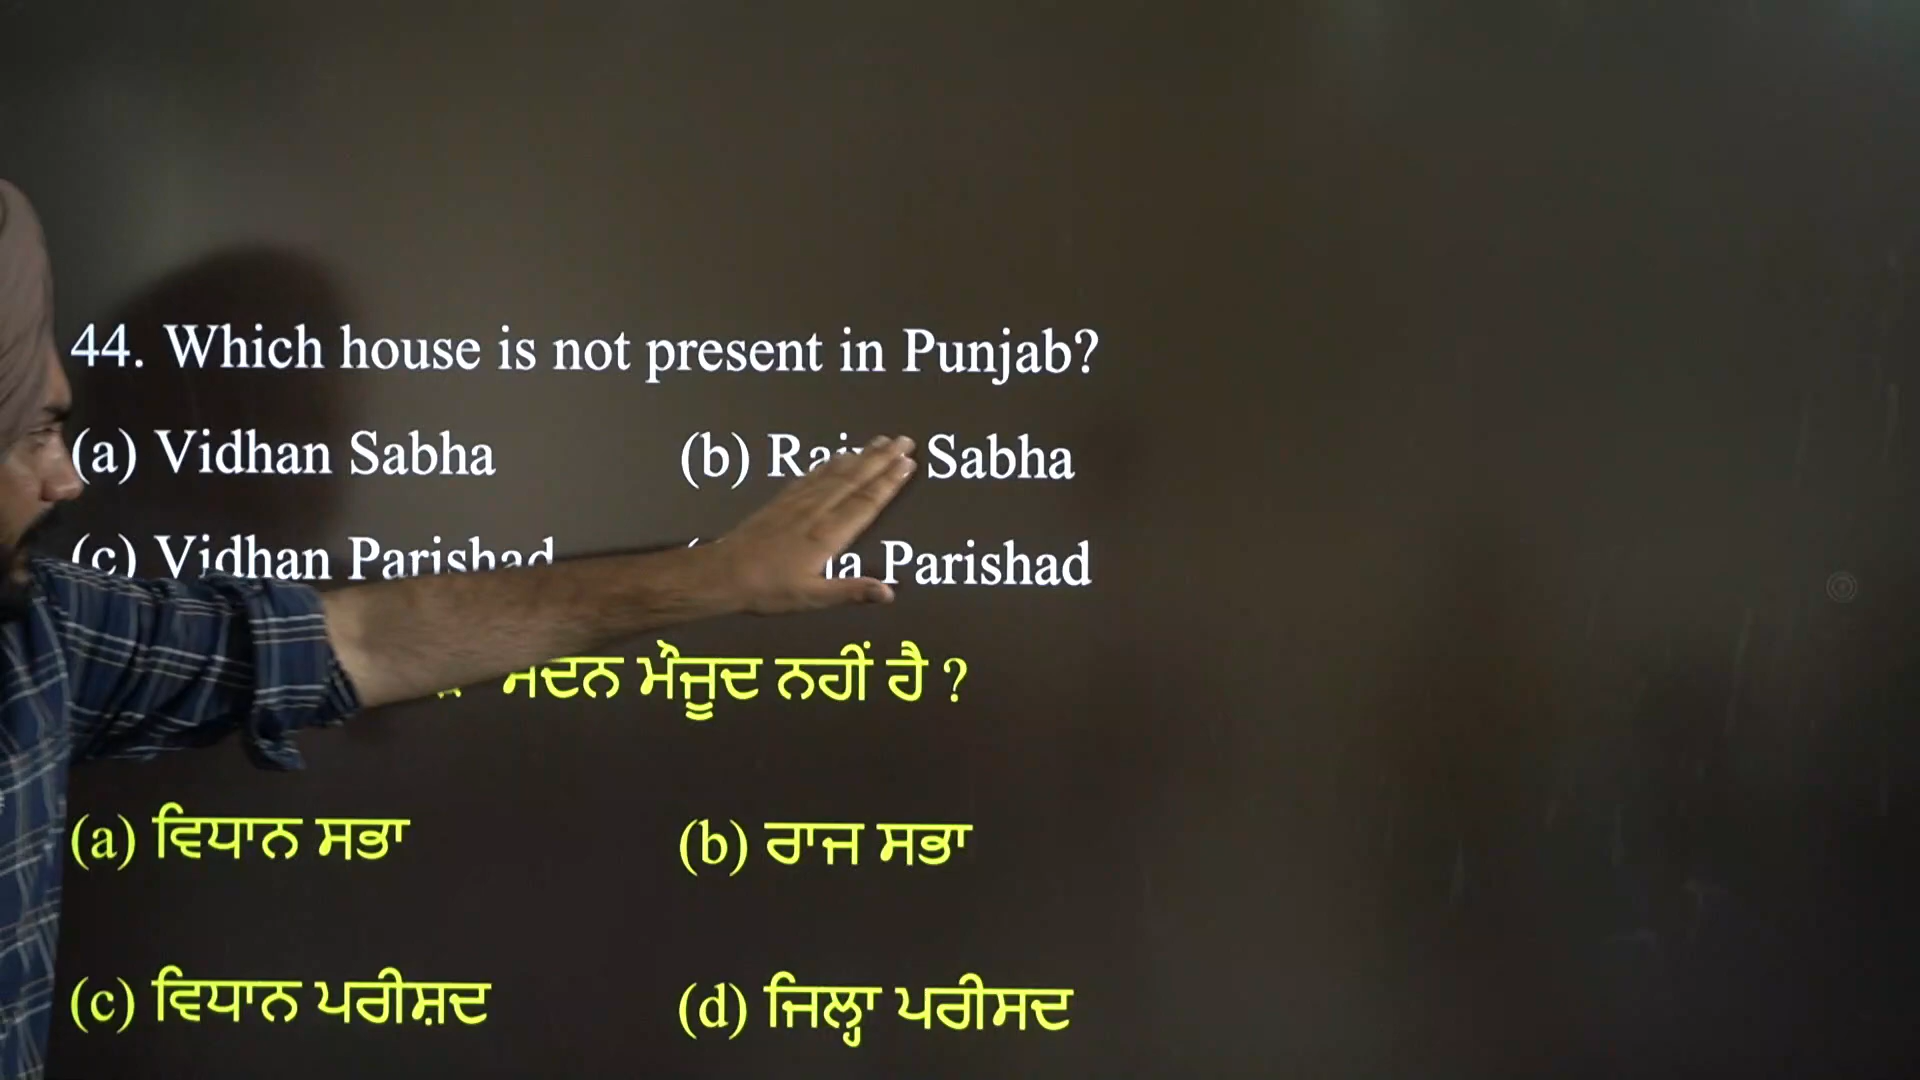 44. Which house is not present in Punjab?
(a) Vidhan Sabha (b) Sabha
(c) Vidhan Parishad Parishad
ਸਦਨ ਮੌਜੂਦ ਨਹੀਂ ਹੈ ?
(a) ਵਿਧਾਨ ਸਭਾ (b) ਰਾਜ ਸਭਾ
(c) ਵਿਧਾਨ ਪਰੀਸ਼ਦ (d) ਜਿਲ੍ਹਾ ਪਰੀਸਦ